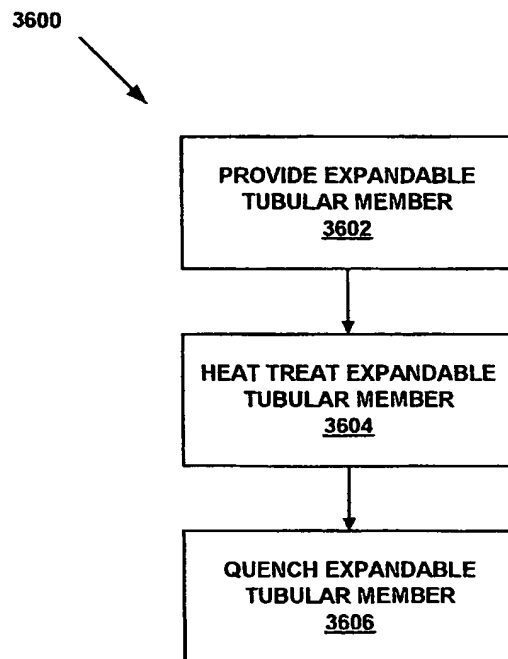 3600
PROVIDE EXPANDABLE
TUBULAR MEMBER
3602
HEAT TREAT EXPANDABLE
TUBULAR MEMBER
3604
QUENCH EXPANDABLE
TUBULAR MEMBER
3606